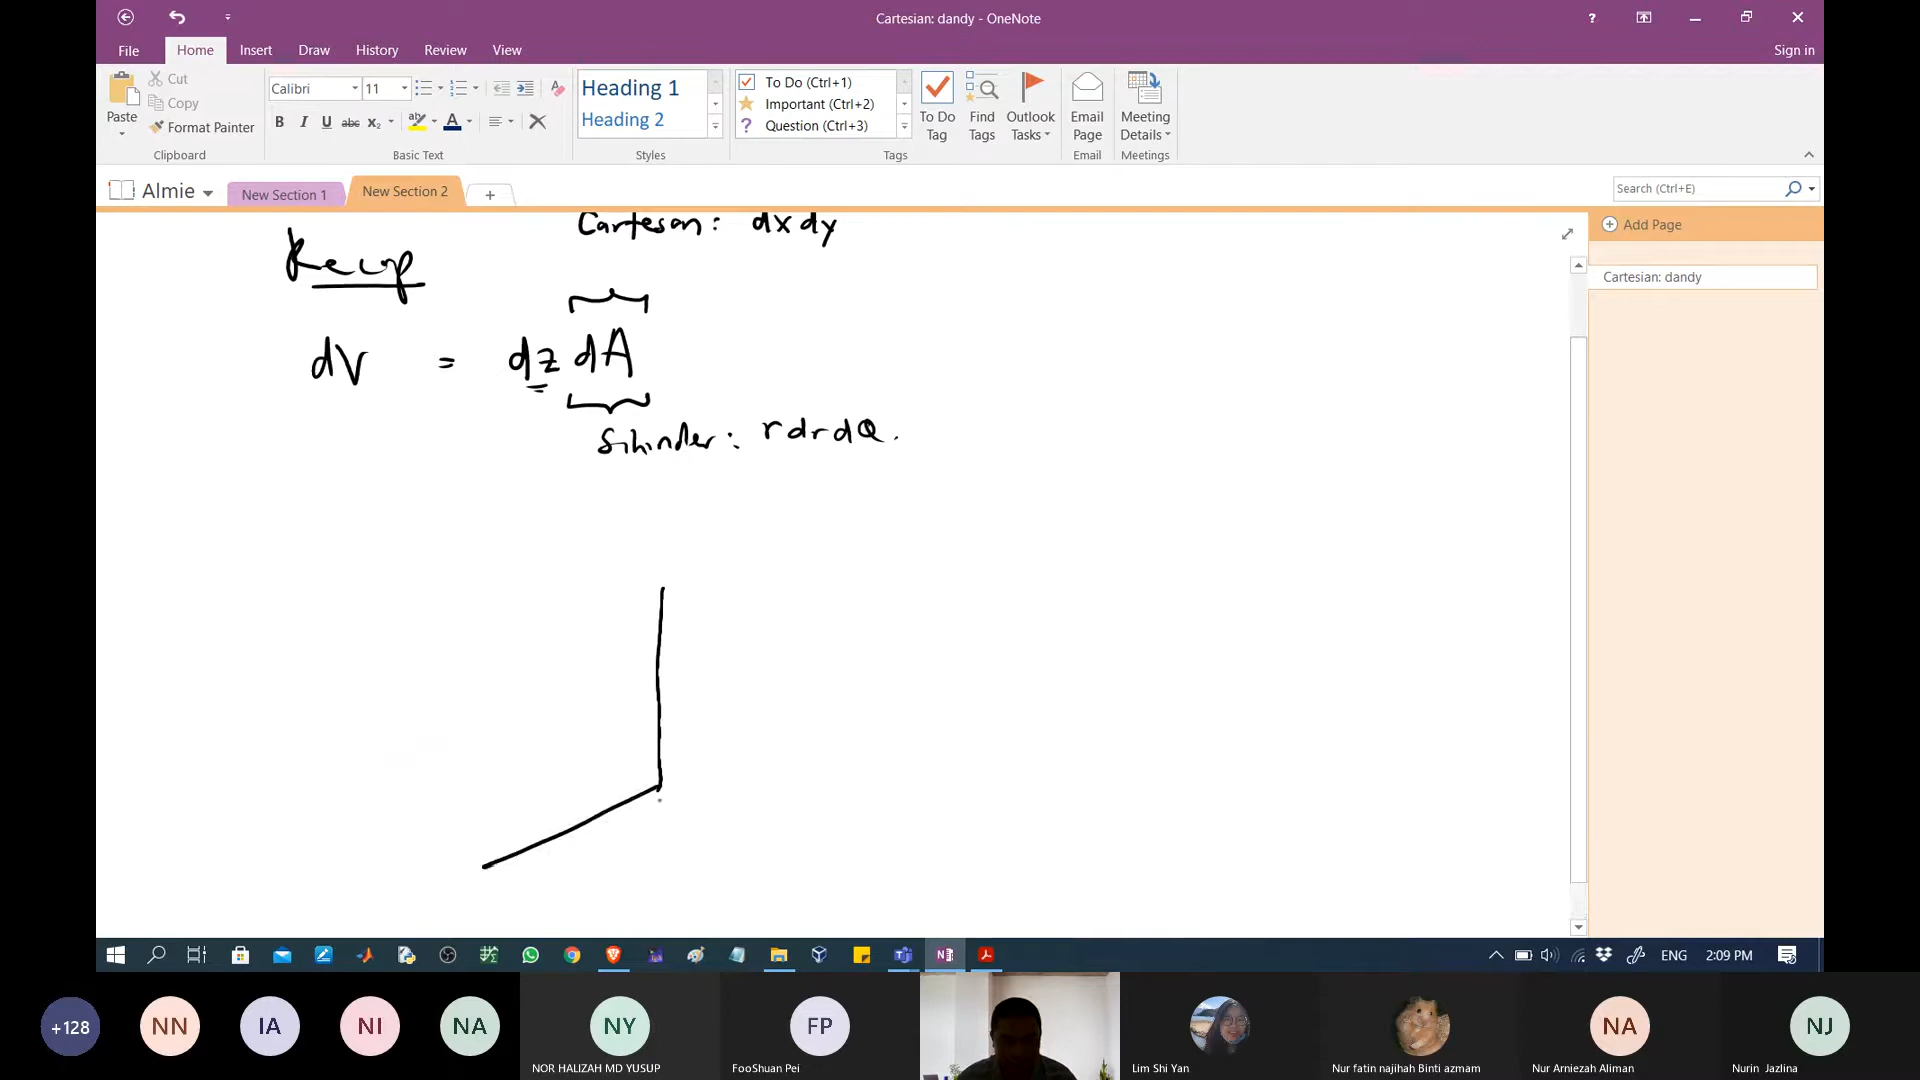 Cartesian: dandy - OneNote
?
File Home Insert Draw History Review View
Sign in
Paste
Cut
Copy
Format Painter
Clipboard
Calibri 11
B I U abc x₂ A
Basic Text
Heading 1
Heading 2
Styles
To Do (Ctrl+1)
Important (Ctrl+2)
Question (Ctrl+3)
To Do Tag
Find Tags
Outlook Tasks
Tags
Email Page
Email
Meeting Details
Meetings
Almie New Section 1 New Section 2 +
Search (Ctrl+E)
Add Page
Cartesian: dandy
Carteson: dx dy
Recap
dV = dz dA
Silinder: r dr dθ.
ENG 2:09 PM
+128 NN IA NI NA NY FP NA NJ
NOR HALIZAH MD YUSUP FooShuan Pei Lim Shi Yan Nur fatin najihah Binti azmam Nur Arniezah Aliman Nurin Jazlina